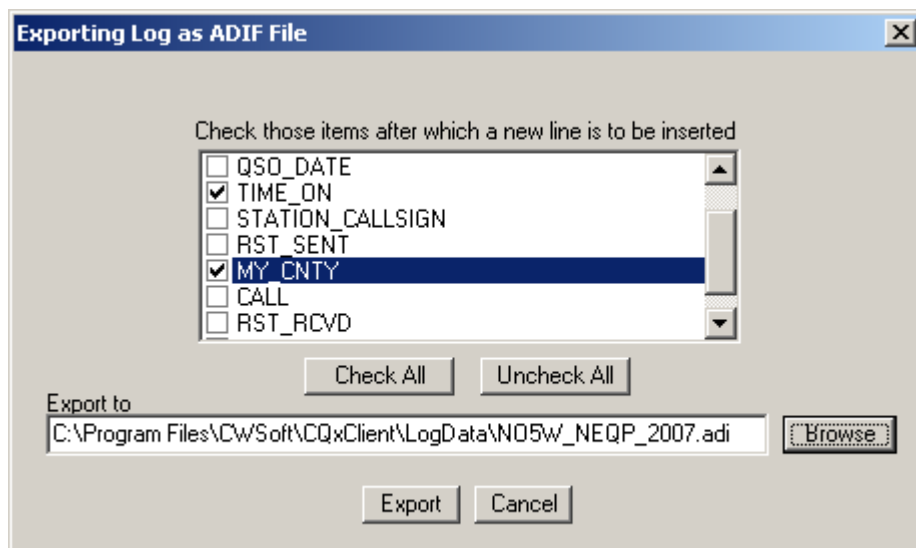 Exporting Log as ADIF File
Check those items after which a new line is to be inserted
QSO_DATE
TIME_ON
STATION_CALLSIGN
RST_SENT
MY_CNTY
CALL
RST_RCVD
Check All Uncheck All
Export to
C:\Program Files\CWSoft\CQxClient\LogData\NO5W_NEQP_2007.adi Browse
Export Cancel